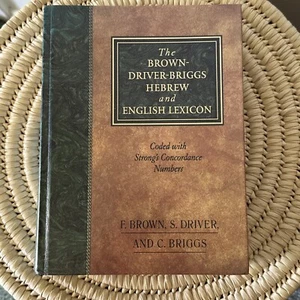 The
BROWN-
DRIVER-BRIGGS
HEBREW
and
ENGLISH LEXICON
Coded with
Strong's Concordance
Numbers
F. BROWN, S. DRIVER,
AND C. BRIGGS